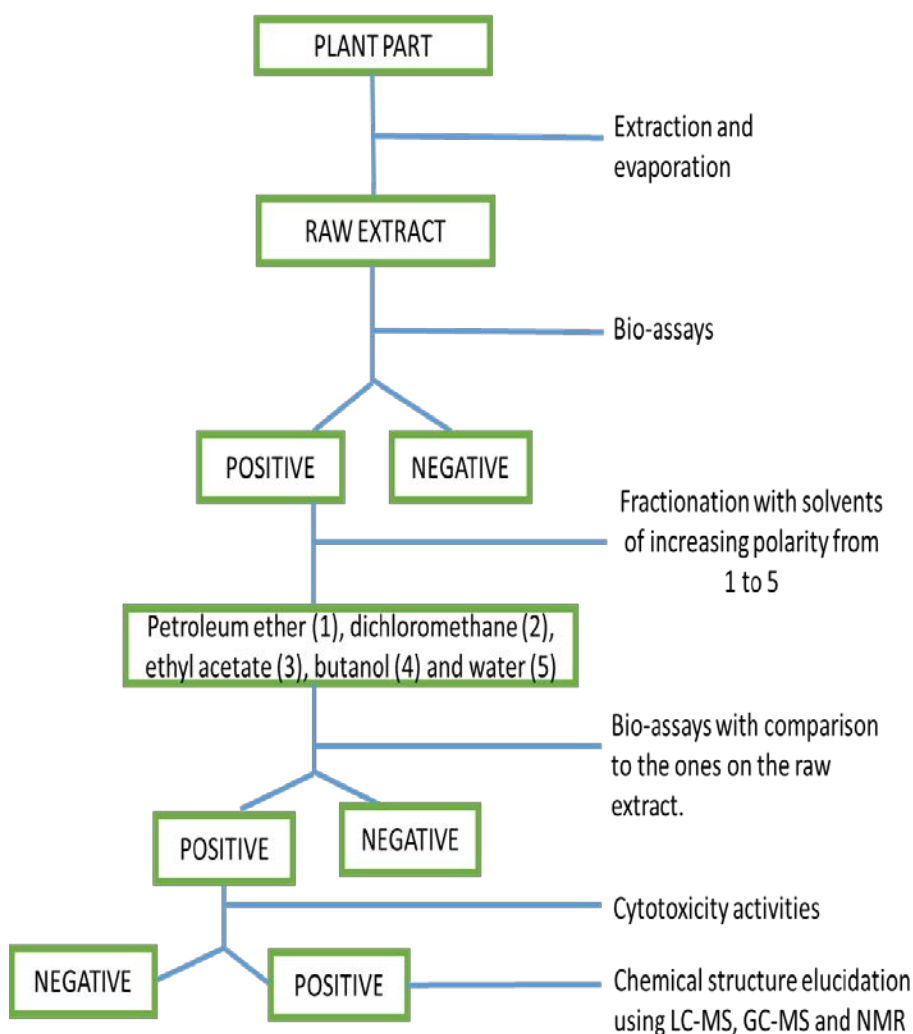 PLANT PART
Extraction and
evaporation
RAW EXTRACT
Bio-assays
POSITIVE
NEGATIVE
Fractionation with solvents
of increasing polarity from
1 to 5
Petroleum ether (1), dichloromethane (2),
ethyl acetate (3), butanol (4) and water (5)
Bio-assays with comparison
to the ones on the raw
extract.
POSITIVE
NEGATIVE
Cytotoxicity activities
NEGATIVE
POSITIVE
Chemical structure elucidation
using LC-MS, GC-MS and NMR